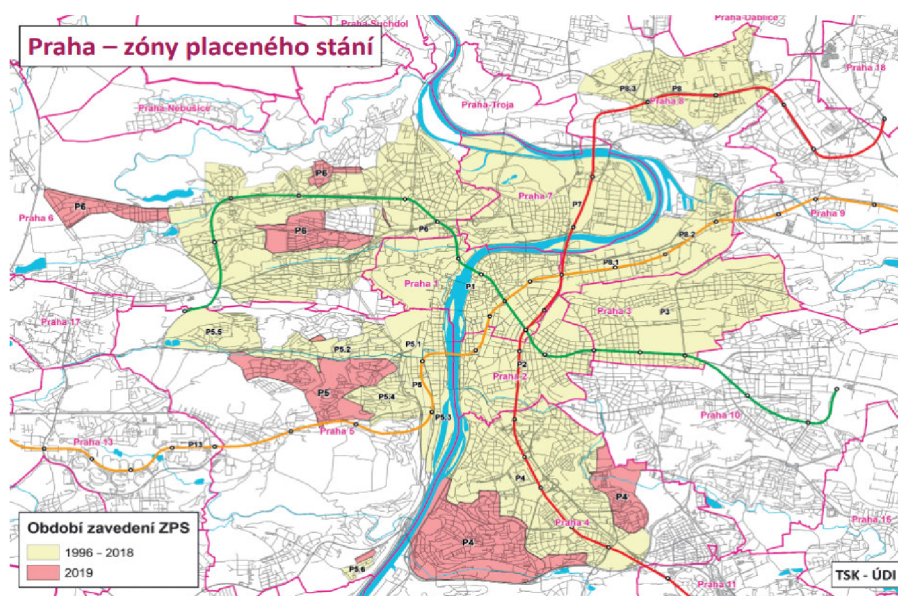 Praha – zóny placeného stání
Praha-Suchdol
Praha-Ďáblice
Praha 18
P8.3
P8
Praha 8
Praha-Nebušice
Praha-Troja
P6
Praha 7
Praha 6
P6
P6
P6
P7
Praha 9
P8.2
P8.1
Praha 1
P1
Praha 3
P3
Praha 17
P5.5
P5.2
P5.1
P2
Praha 2
P5
P5.4
P5
P5.3
Praha 10
Praha 5
Praha 13
P13
P4
P4
Praha 4
Praha 16
P4
P5.6
Praha 11
Období zavedení ZPS
1996 – 2018
2019
TSK - ÚDI